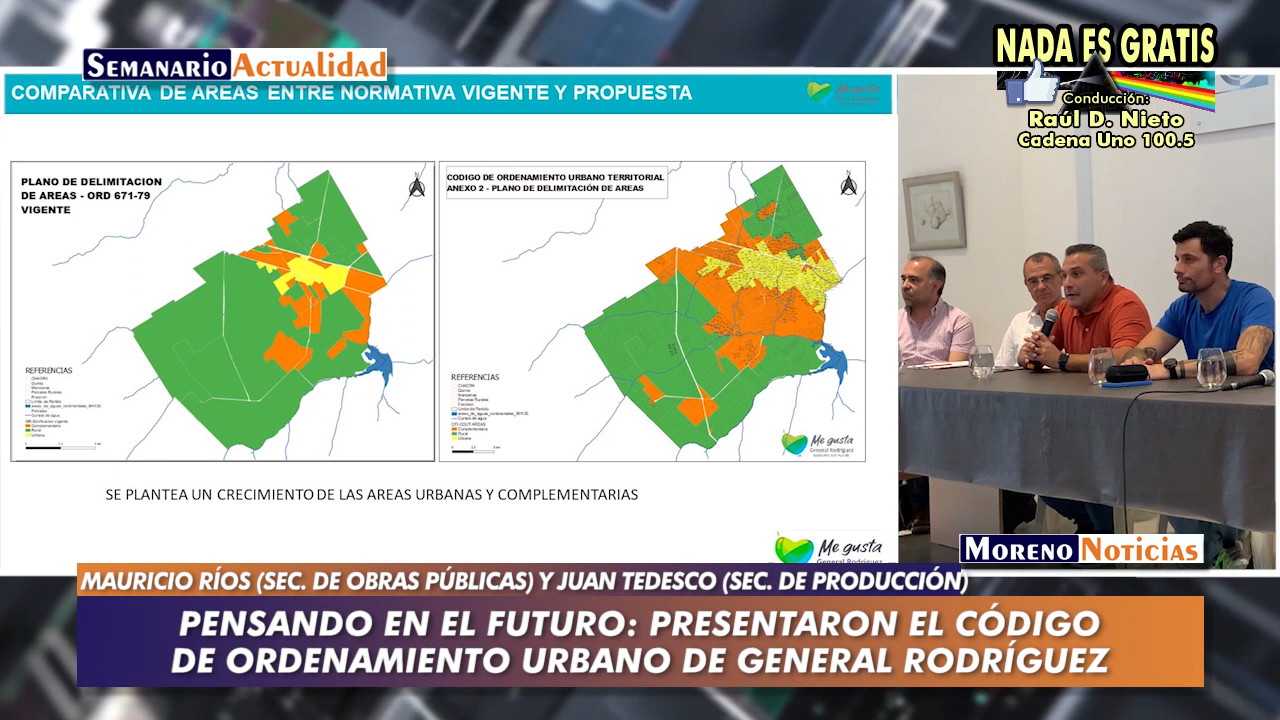 SEMANARIO ACTUALIDAD
NADA ES GRATIS
Conducción:
Raúl D. Nieto
Cadena Uno 100.5
COMPARATIVA DE AREAS ENTRE NORMATIVA VIGENTE Y PROPUESTA
Me gusta
PLANO DE DELIMITACION
DE AREAS - ORD 671-79
VIGENTE
REFERENCIAS
CODIGO DE ORDENAMIENTO URBANO TERRITORIAL
ANEXO 2 - PLANO DE DELIMITACIÓN DE AREAS
REFERENCIAS
Me gusta
General Rodríguez
SE PLANTEA UN CRECIMIENTO DE LAS AREAS URBANAS Y COMPLEMENTARIAS
Me gusta
General Rodríguez
MORENO NOTICIAS
MAURICIO RÍOS (SEC. DE OBRAS PÚBLICAS) Y JUAN TEDESCO (SEC. DE PRODUCCIÓN)
PENSANDO EN EL FUTURO: PRESENTARON EL CÓDIGO
DE ORDENAMIENTO URBANO DE GENERAL RODRÍGUEZ